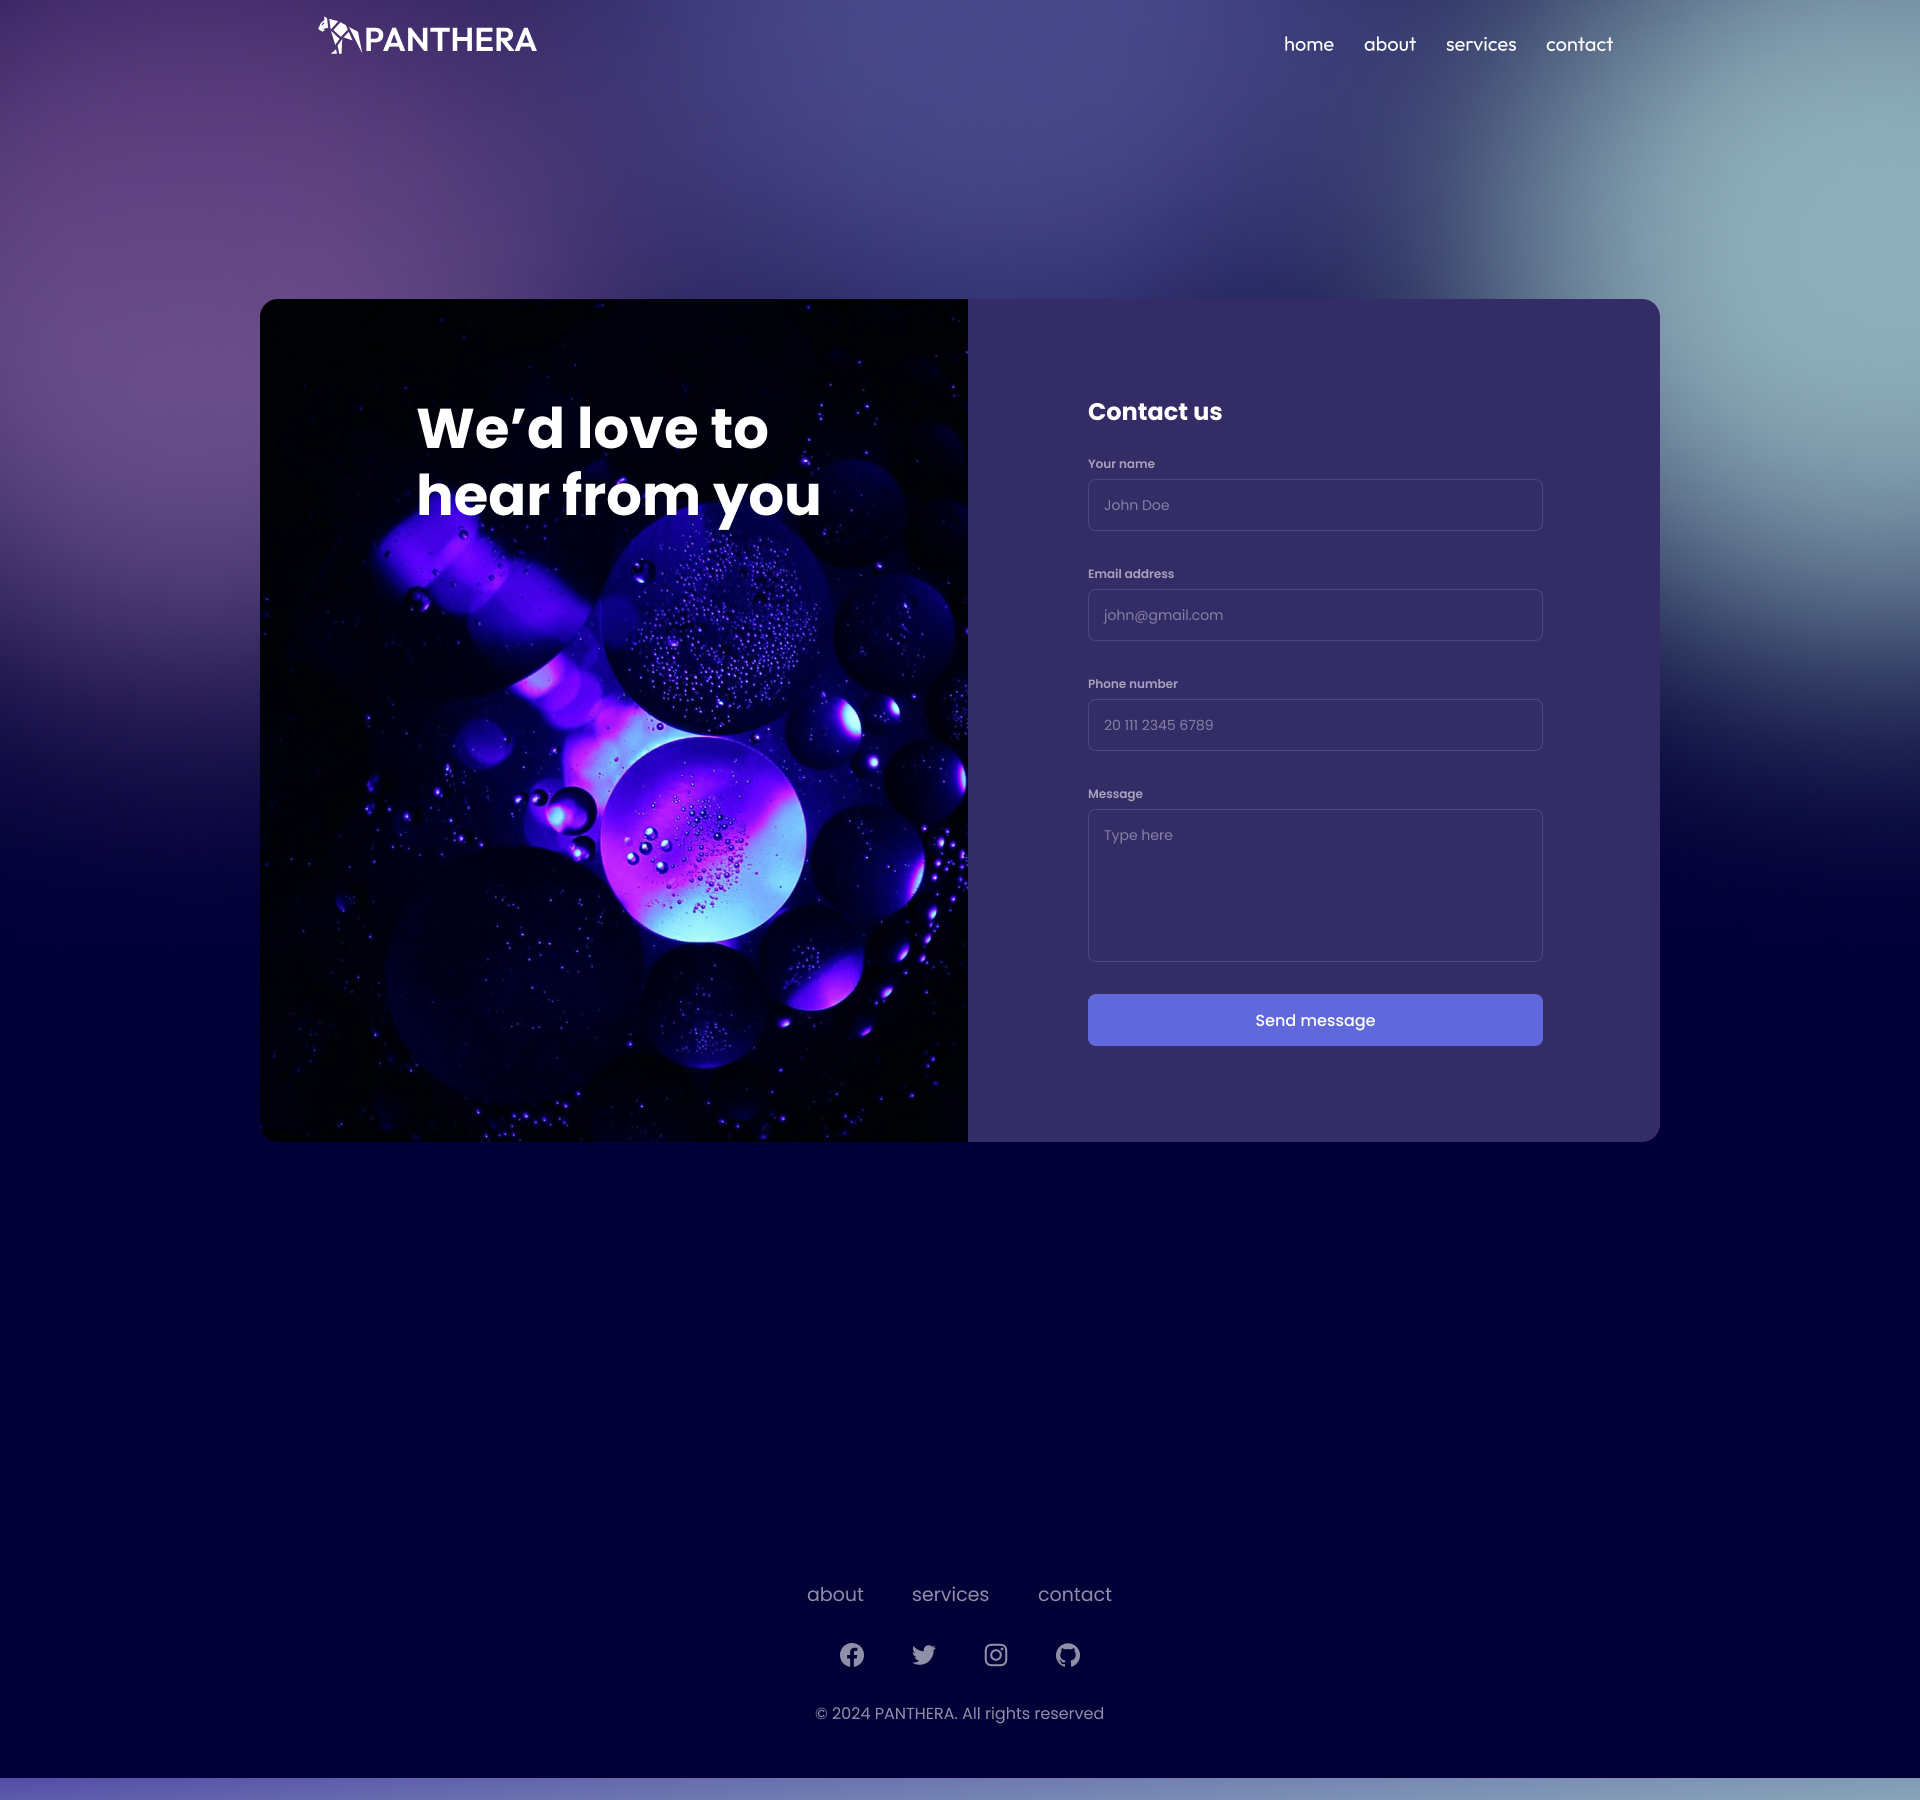 PANTHERA
home about services contact
We’d love to
hear from you
Contact us
Your name
John Doe
Email address
john@gmail.com
Phone number
20 111 2345 6789
Message
Type here
Send message
about services contact
© 2024 PANTHERA. All rights reserved